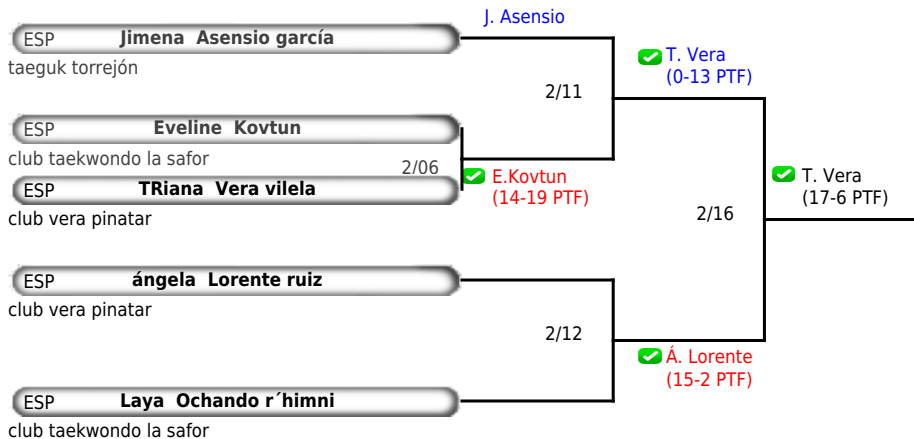 J. Asensio
ESP Jimena Asensio garcía
taeguk torrejón
T. Vera
(0-13 PTF)
2/11
ESP Eveline Kovtun
club taekwondo la safor
2/06
E.Kovtun
(14-19 PTF)
ESP TRiana Vera vilela
club vera pinatar
T. Vera
(17-6 PTF)
2/16
ESP ángela Lorente ruiz
club vera pinatar
2/12
Á. Lorente
(15-2 PTF)
ESP Laya Ochando r´himni
club taekwondo la safor